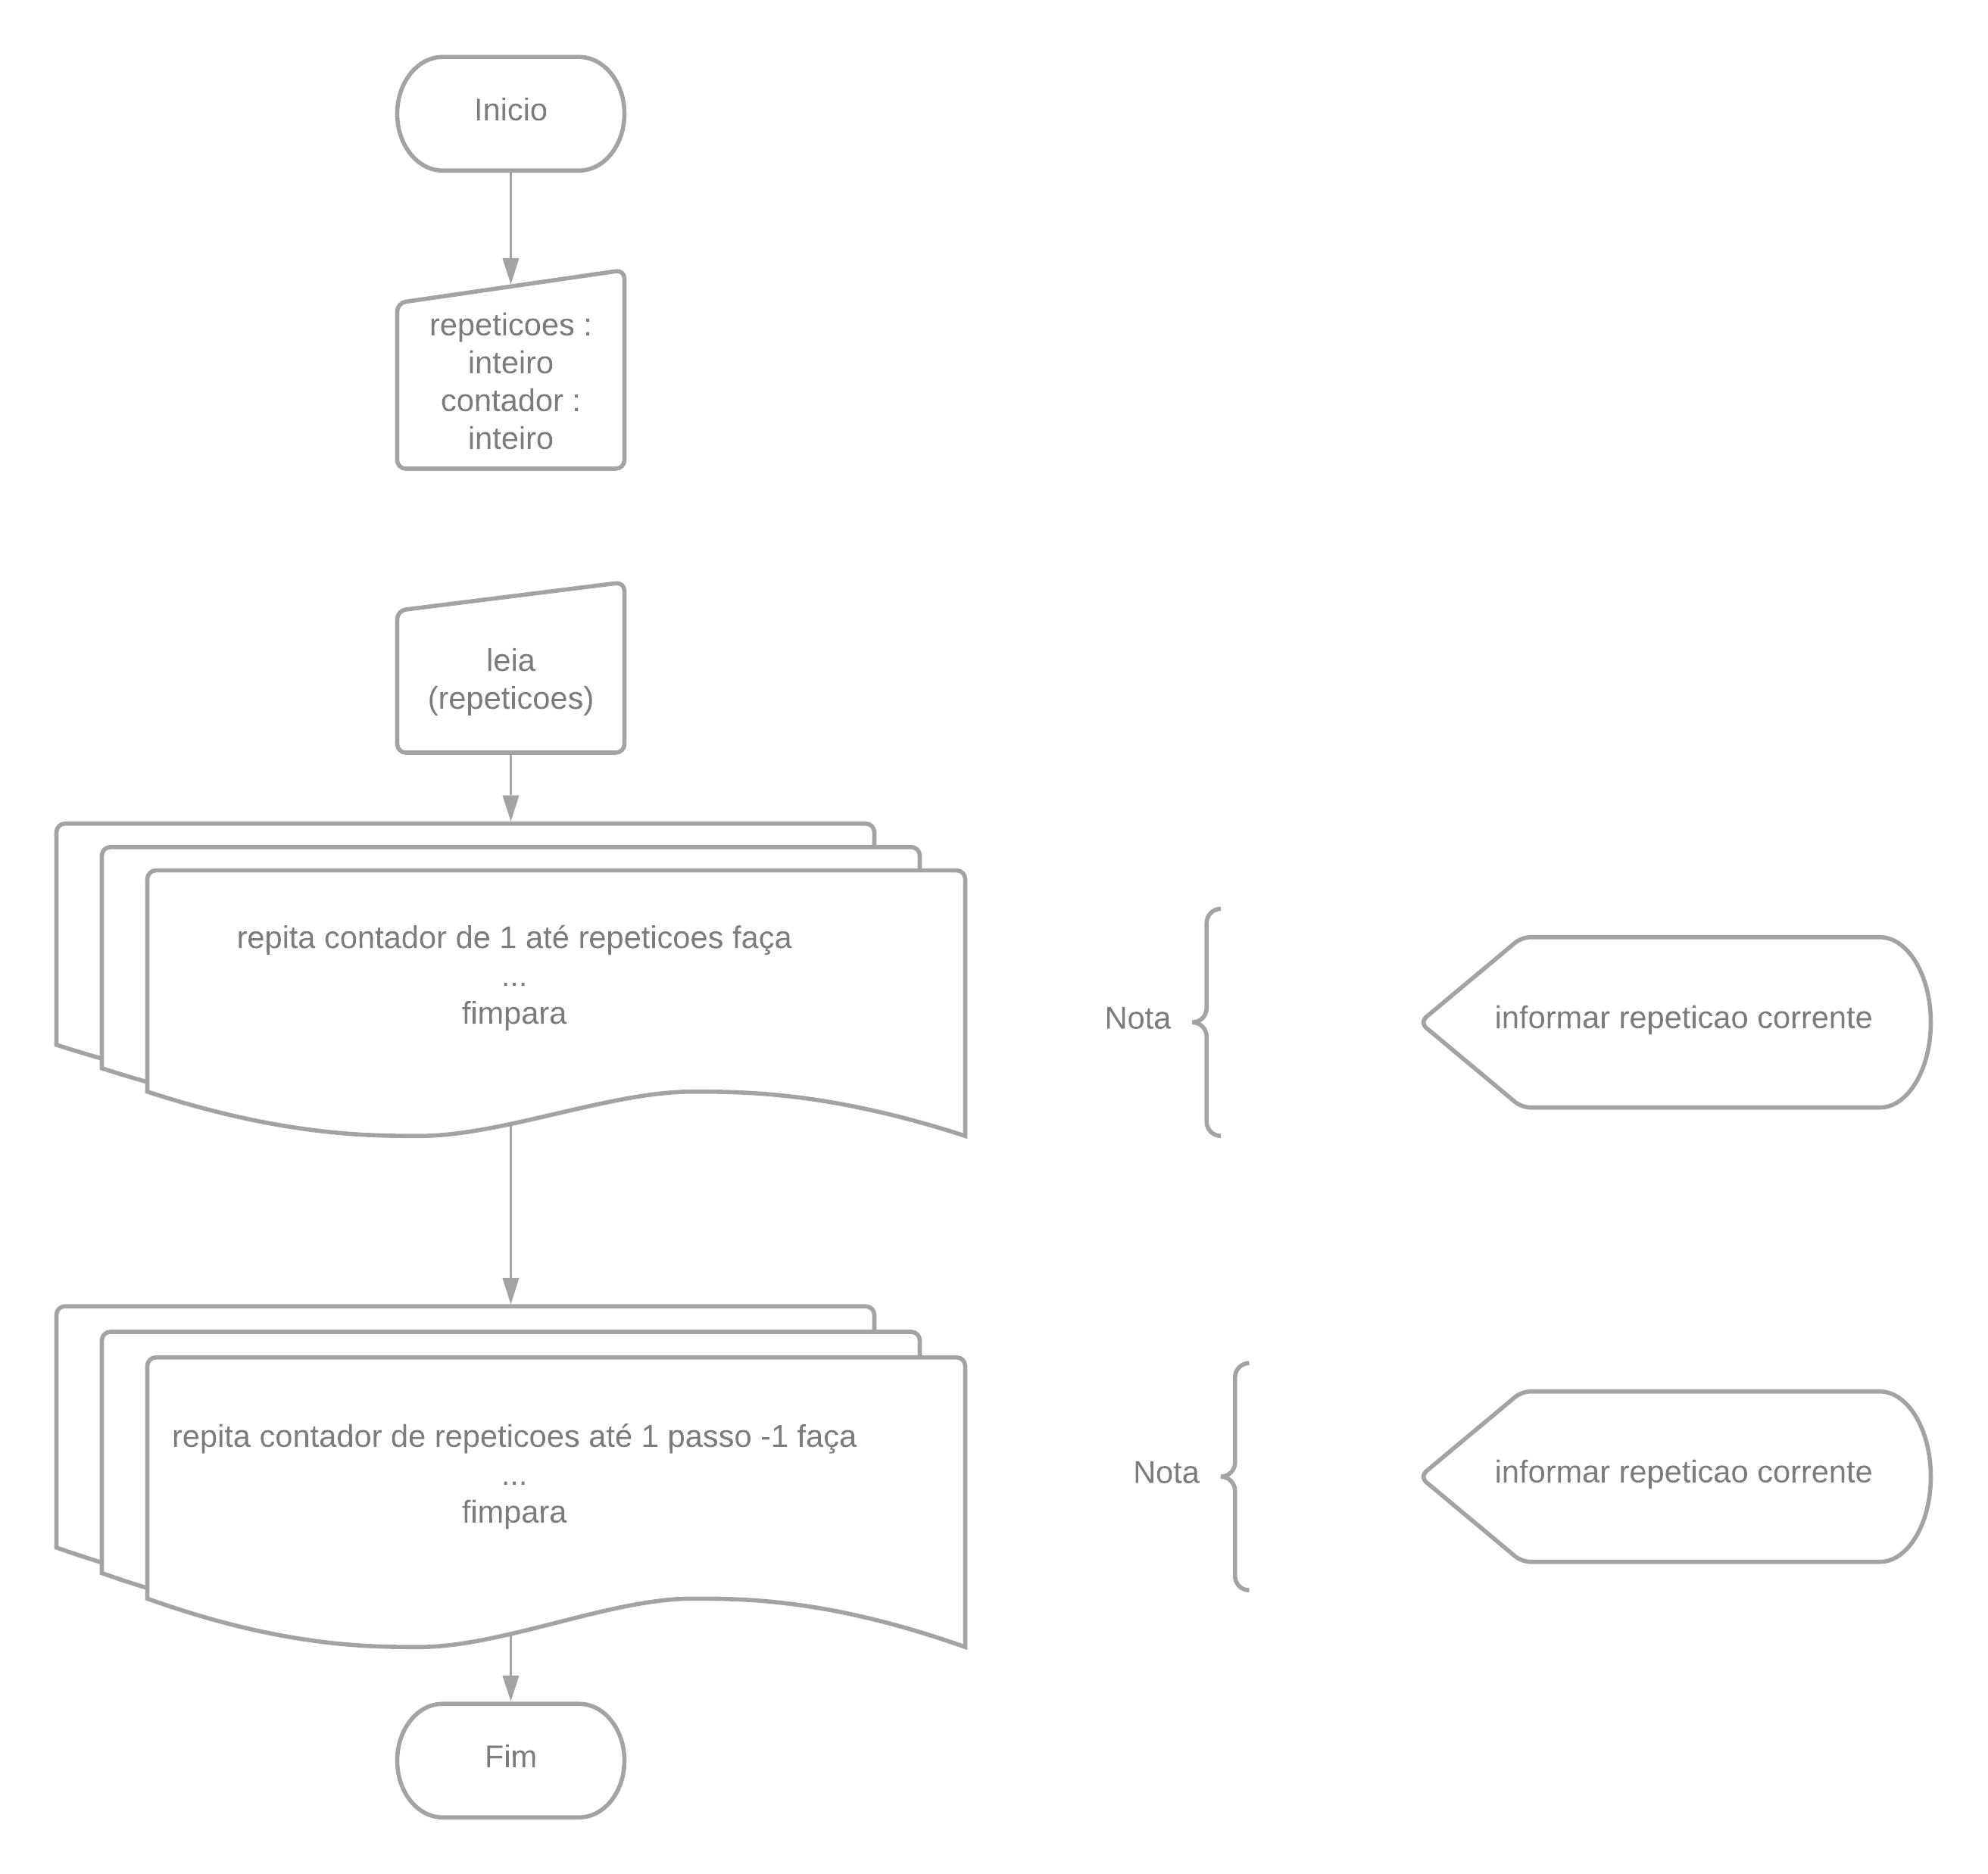 Inicio
repeticoes :
inteiro
contador :
inteiro
leia
(repeticoes)
repita contador de 1 até repeticoes faça
...
fimpara
Nota
informar repeticao corrente
repita contador de repeticoes até 1 passo -1 faça
...
fimpara
Nota
informar repeticao corrente
Fim